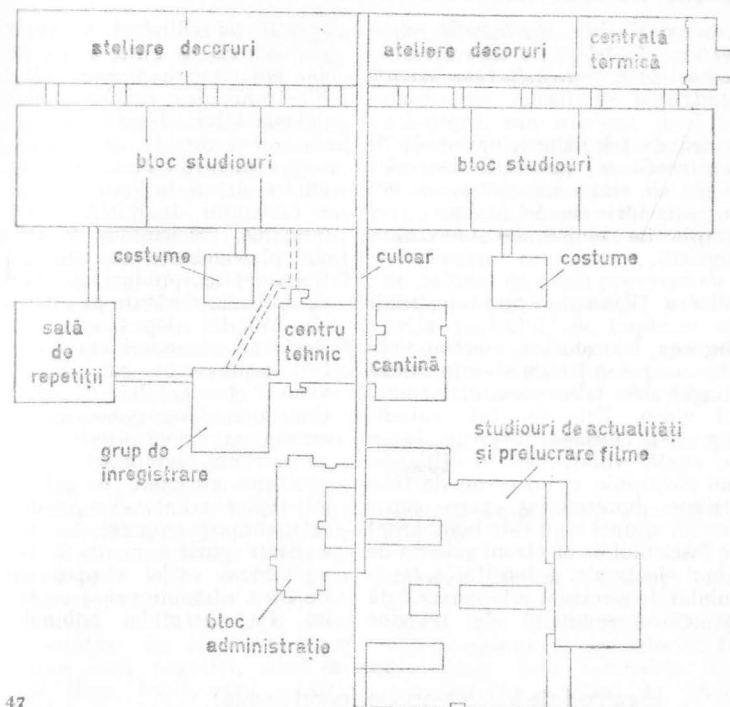 ateliere decoruri
ateliere decoruri
centrală
termică
bloc studiouri
bloc studiouri
costume
culoar
costume
sală
de
repetiții
centru
tehnic
cantină
grup de
înregistrare
studiouri de actualități
și prelucrare filme
bloc
administrație
47